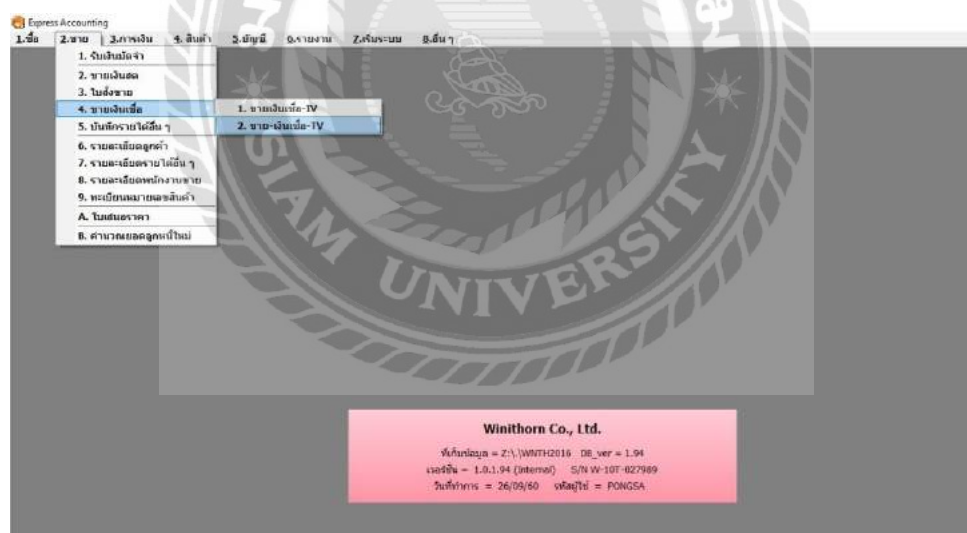 Express Accounting
1.ซื้อ 2.ขาย 3.การเงิน 4.สินค้า 5.บัญชี 6.รายงาน 7.เริ่มระบบ 8.อื่น ๆ
1. รับเงินมัดจำ
2. ขายเงินสด
3. ใบสั่งขาย
4. ขายเงินเชื่อ
1. ขายเงินเชื่อ-IV
2. ขาย-เงินเชื่อ-TV
5. บันทึกรายได้อื่น ๆ
6. รายละเอียดลูกค้า
7. รายละเอียดรายได้อื่น ๆ
8. รายละเอียดพนักงานขาย
9. ทะเบียนหมายเลขสินค้า
A. ใบเสนอราคา
B. คำนวณยอดลูกหนี้ใหม่
SIAM UNIVERSITY
Winithorn Co., Ltd.
ที่เก็บข้อมูล = Z:\.\WNTH2016 DB_ver = 1.94
เวอร์ชั่น = 1.0.1.94 (Internal) S/N W-10T-027989
วันที่ทำการ = 26/09/60 รหัสผู้ใช้ = PONGSA